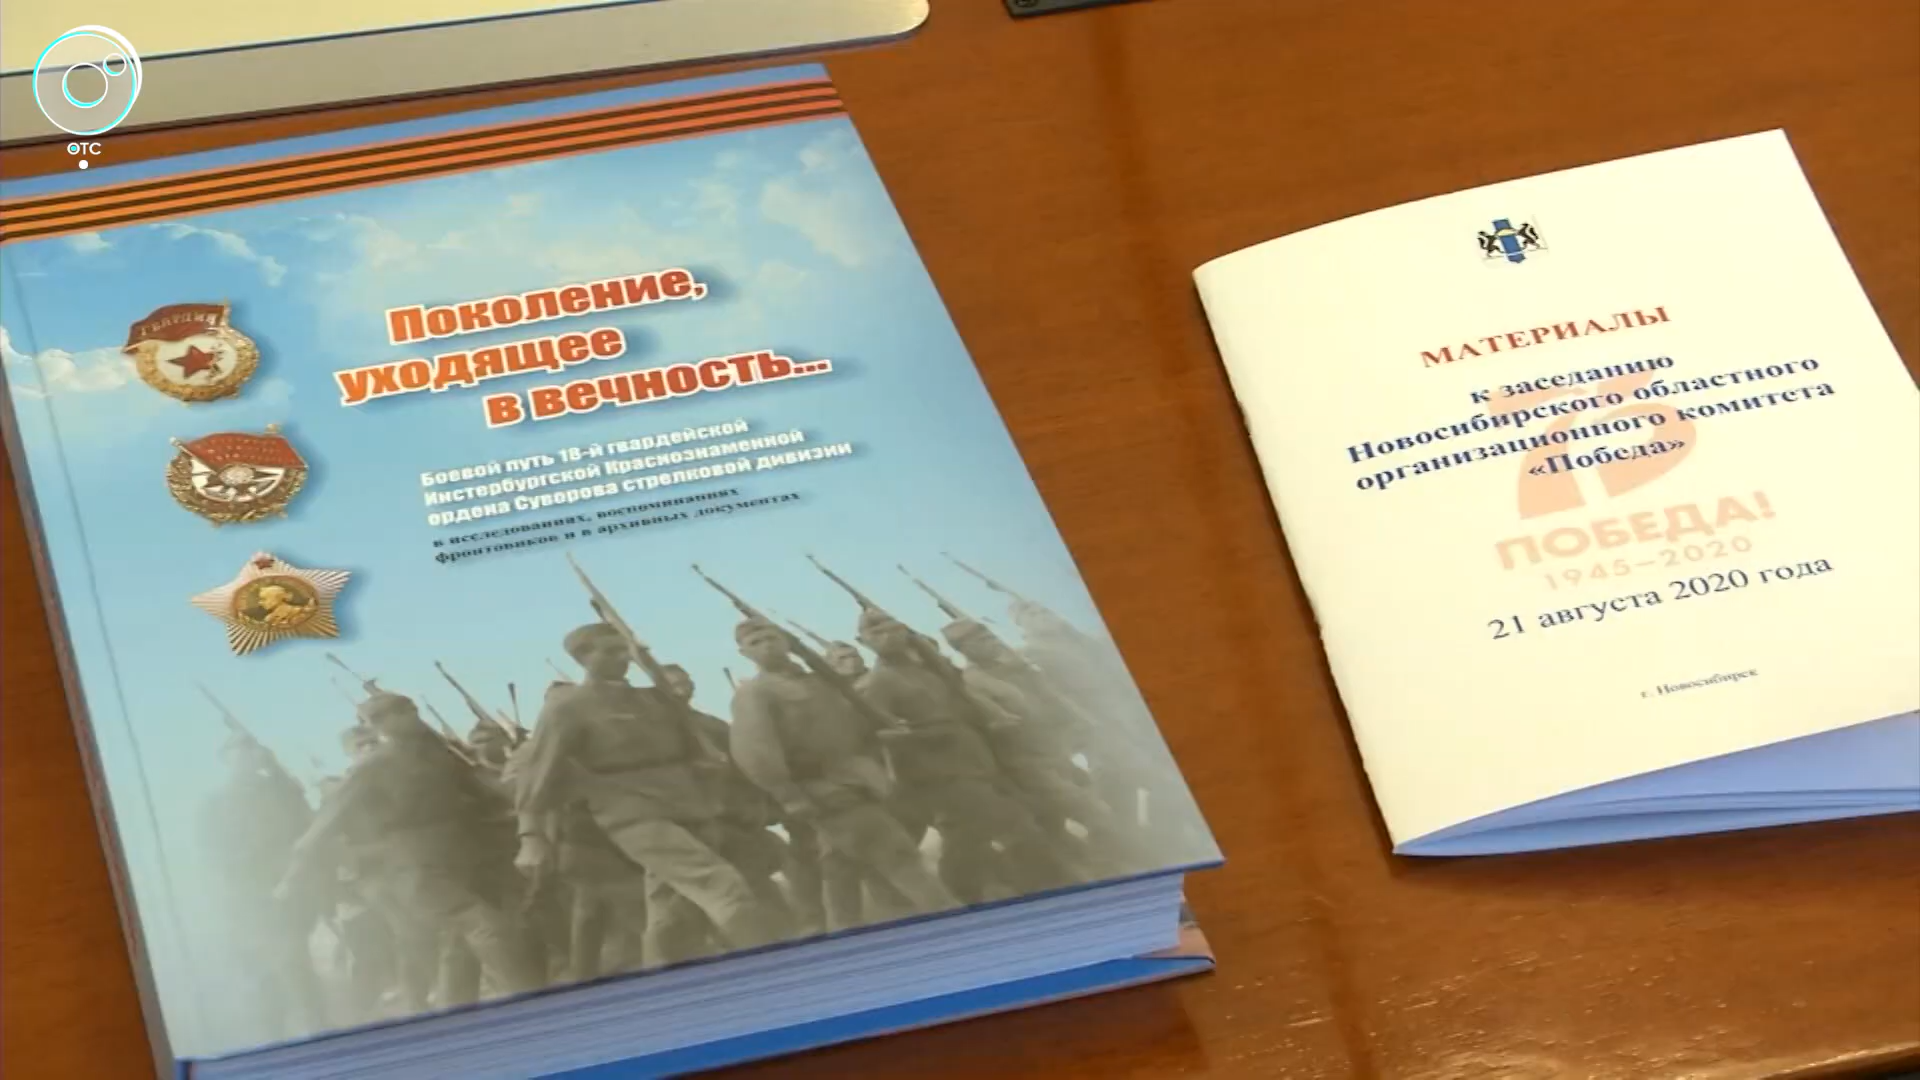 ОТС
ГВАРДИЯ
Поколение,
уходящее
в вечность...
Боевой путь 18-й гвардейской
Инстербургской Краснознаменной
ордена Суворова стрелковой дивизии
в исследованиях, воспоминаниях
фронтовиков и в архивных документах
МАТЕРИАЛЫ
к заседанию
Новосибирского областного
организационного комитета
«Победа»
75
ПОБЕДА!
1945–2020
21 августа 2020 года
г. Новосибирск